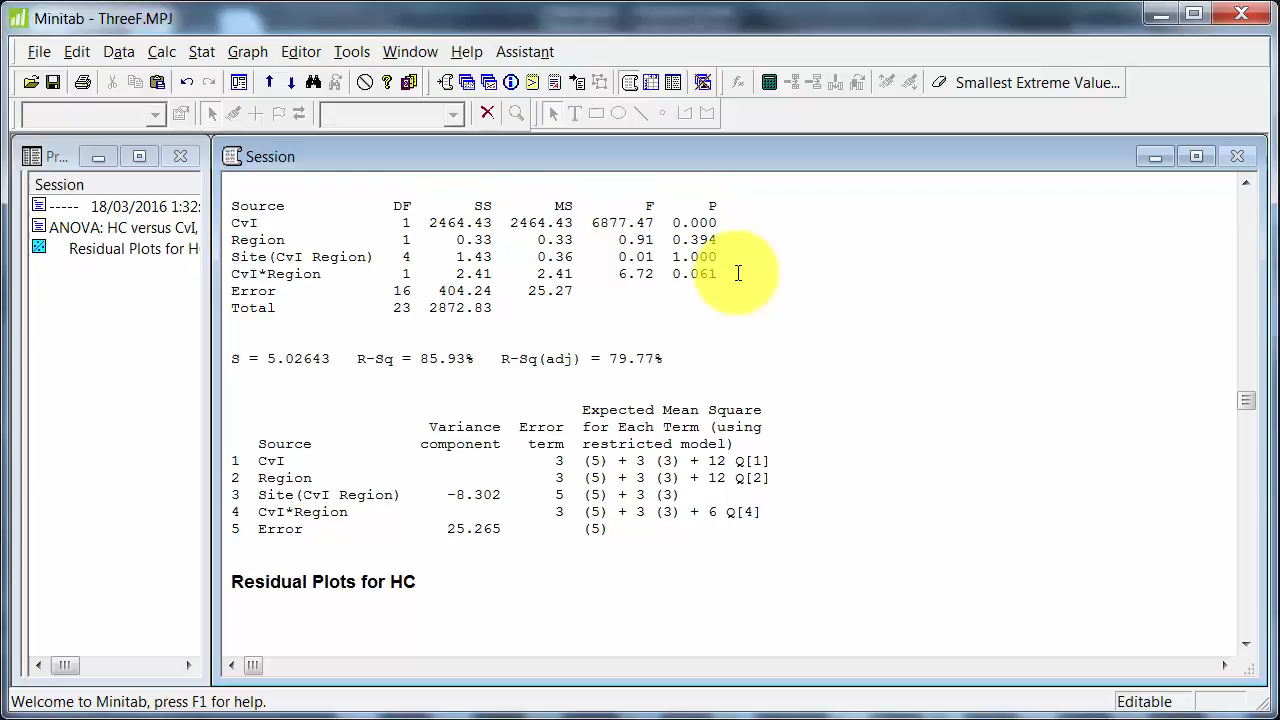 Minitab - ThreeF.MPJ
File Edit Data Calc Stat Graph Editor Tools Window Help Assistant
Smallest Extreme Value...
Pr...
Session
----- 18/03/2016 1:32:
ANOVA: HC versus CvI,
Residual Plots for HC
Session
Source DF SS MS F P
CvI 1 2464.43 2464.43 6877.47 0.000
Region 1 0.33 0.33 0.91 0.394
Site(CvI Region) 4 1.43 0.36 0.01 1.000
CvI*Region 1 2.41 2.41 6.72 0.061
Error 16 404.24 25.27
Total 23 2872.83
S = 5.02643 R-Sq = 85.93% R-Sq(adj) = 79.77%
Expected Mean Square
Variance Error for Each Term (using
Source component term restricted model)
1 CvI 3 (5) + 3 (3) + 12 Q[1]
2 Region 3 (5) + 3 (3) + 12 Q[2]
3 Site(CvI Region) -8.302 5 (5) + 3 (3)
4 CvI*Region 3 (5) + 3 (3) + 6 Q[4]
5 Error 25.265 (5)
Residual Plots for HC
Welcome to Minitab, press F1 for help.
Editable